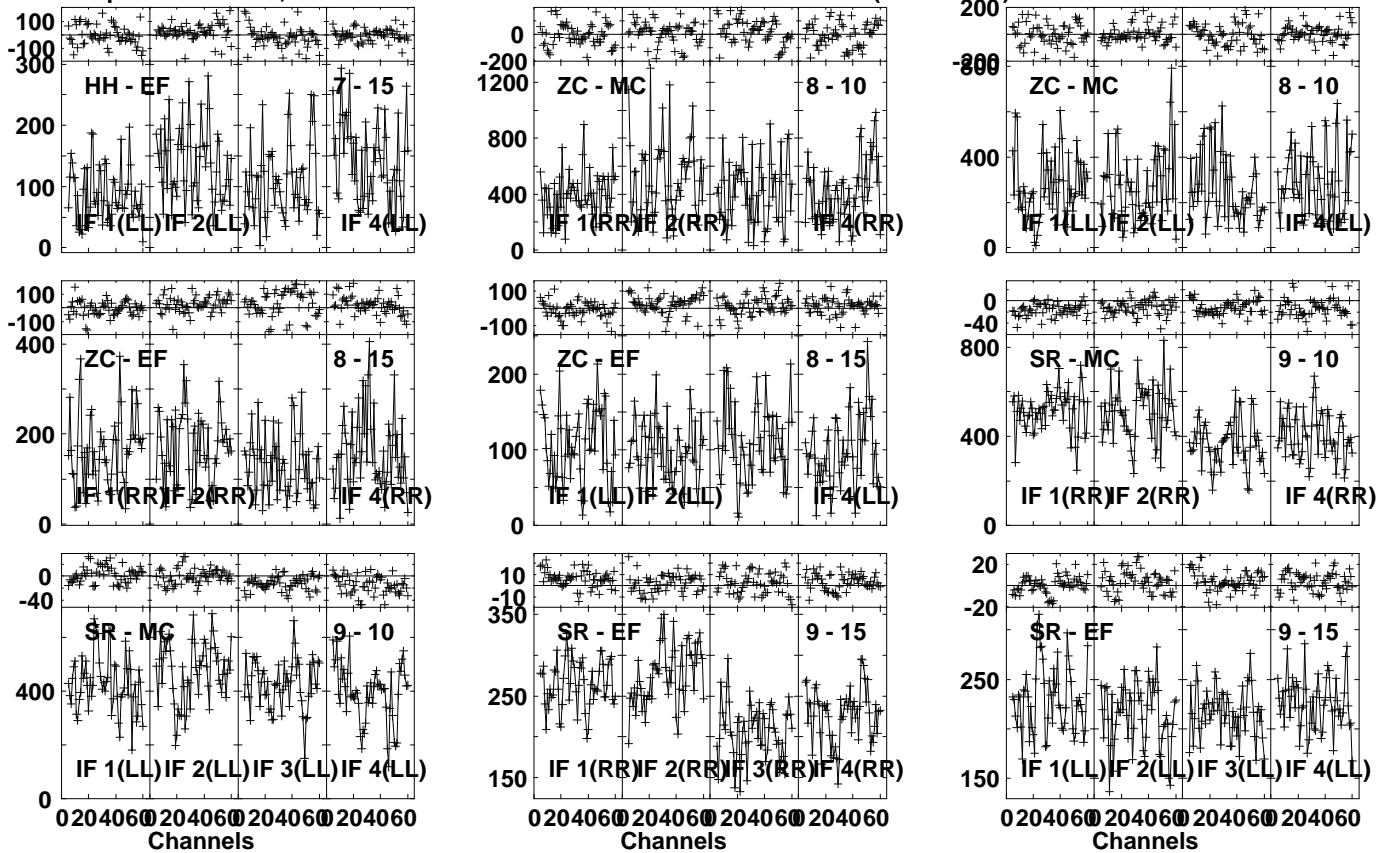 100 0 200
-100 -200 -200
300 1200 800
HH - EF 7 - 15 ZC - MC 8 - 10 ZC - MC 8 - 10
200 800 400
100 400
IF 1(LL) IF 2(LL) IF 4(LL) IF 1(RR) IF 2(RR) IF 4(RR) IF 1(LL) IF 2(LL) IF 4(LL)
0 0 0
100 100 0
-100 -100 -40
400 200 800
ZC - EF 8 - 15 ZC - EF 8 - 15 SR - MC 9 - 10
200 100 400
IF 1(RR) IF 2(RR) IF 4(RR) IF 1(LL) IF 2(LL) IF 4(LL) IF 1(RR) IF 2(RR) IF 4(RR)
0 0 0
0 10 20
-40 -10 -20
350
SR - MC 9 - 10 SR - EF 9 - 15 SR - EF 9 - 15
400 250 250
IF 1(LL) IF 2(LL) IF 3(LL) IF 4(LL) IF 1(RR) IF 2(RR) IF 3(RR) IF 4(RR) IF 1(LL) IF 2(LL) IF 3(LL) IF 4(LL)
0 150 150
0 20 40 60 0 20 40 60 0 20 40 60 0 20 40 60 0 20 40 60 0 20 40 60 0 20 40 60 0 20 40 60 0 20 40 60 0 20 40 60 0 20 40 60 0 20 40 60
Channels Channels Channels